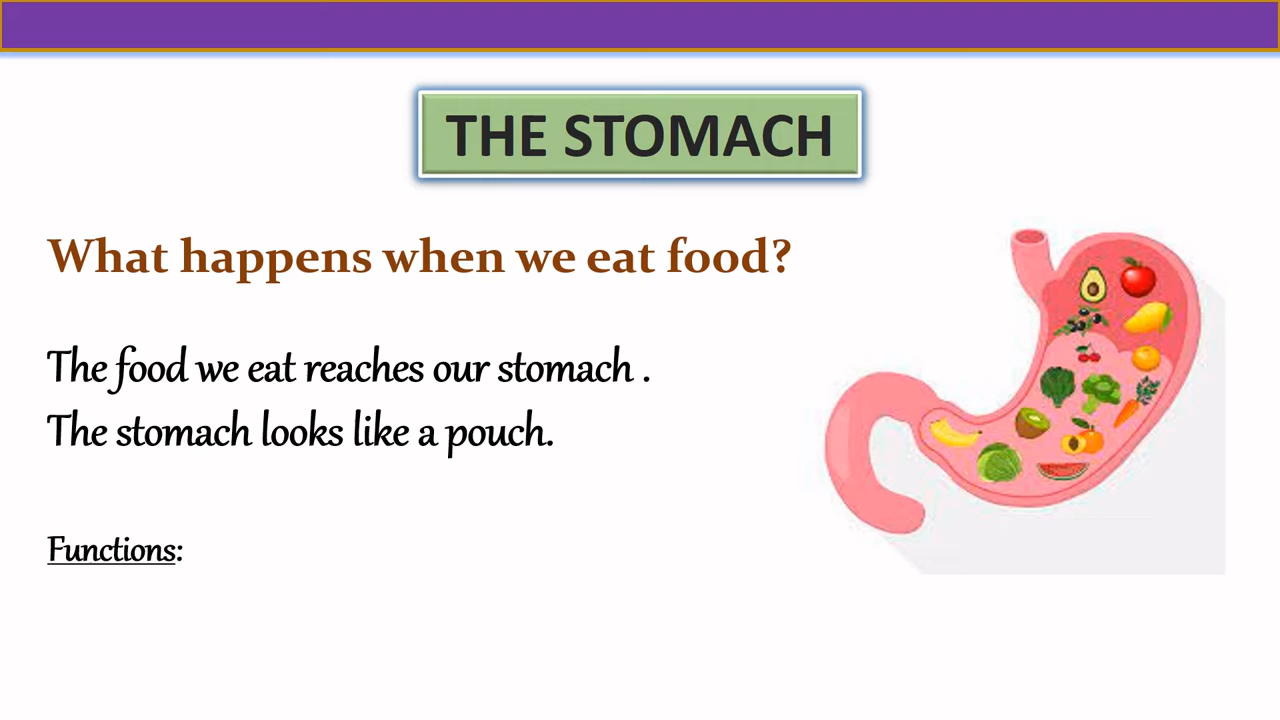 THE STOMACH
What happens when we eat food?
The food we eat reaches our stomach .
The stomach looks like a pouch.
Functions: